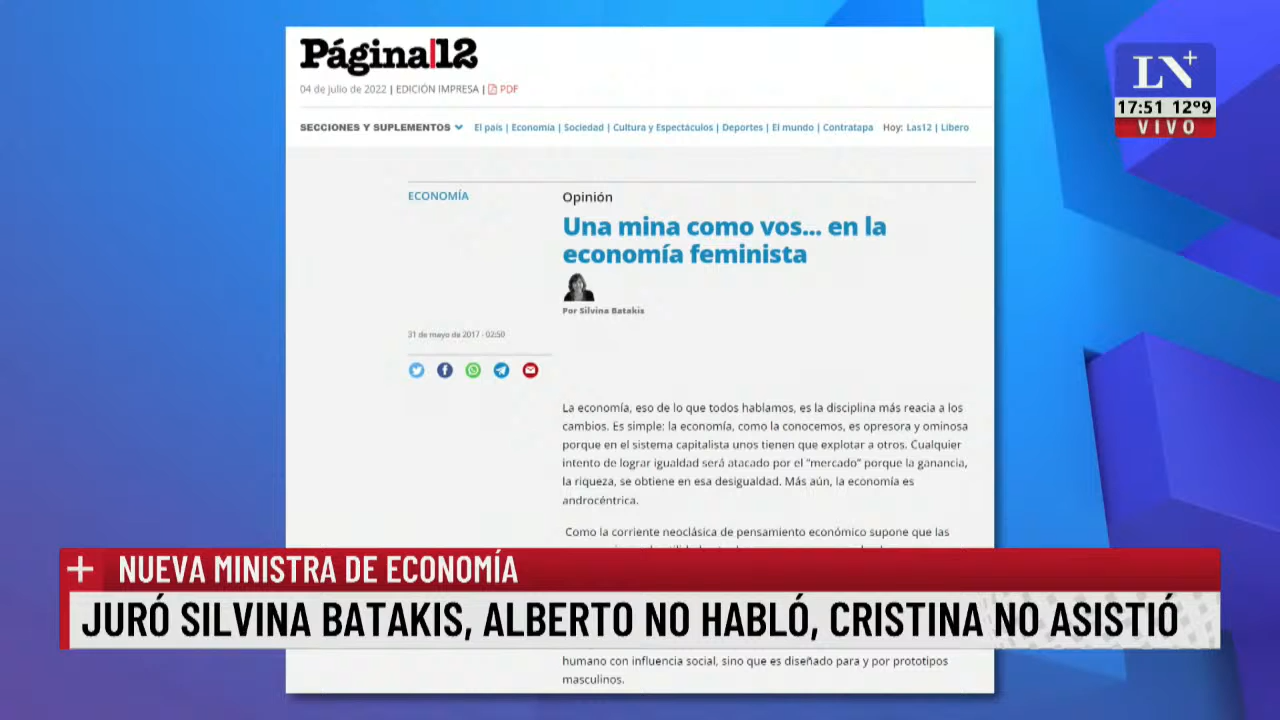 Página|12
04 de julio de 2022 | EDICIÓN IMPRESA | PDF
SECCIONES Y SUPLEMENTOS El país | Economía | Sociedad | Cultura y Espectáculos | Deportes | El mundo | Contratapa Hoy: Las12 | Libero
LN+
17:51 12°9
VIVO
ECONOMÍA
Opinión
Una mina como vos... en la
economía feminista
Por Silvina Batakis
31 de mayo de 2017 - 02:50
La economía, eso de lo que todos hablamos, es la disciplina más reacia a los
cambios. Es simple: la economía, como la conocemos, es opresora y ominosa
porque en el sistema capitalista unos tienen que explotar a otros. Cualquier
intento de lograr igualdad será atacado por el "mercado" porque la ganancia,
la riqueza, se obtiene en esa desigualdad. Más aún, la economía es
androcéntrica.
Como la corriente neoclásica de pensamiento económico supone que las
+ NUEVA MINISTRA DE ECONOMÍA
JURÓ SILVINA BATAKIS, ALBERTO NO HABLÓ, CRISTINA NO ASISTIÓ
humano con influencia social, sino que es diseñado para y por prototipos
masculinos.